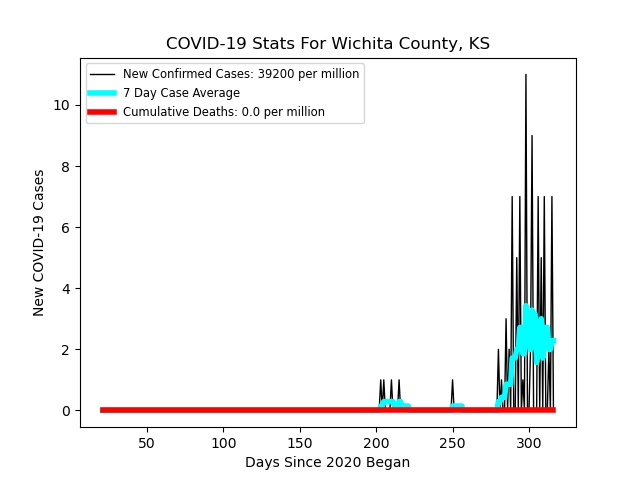 COVID-19 Stats For Wichita County, KS
New Confirmed Cases: 39200 per million
7 Day Case Average
Cumulative Deaths: 0.0 per million
New COVID-19 Cases
10
8
6
4
2
0
50 100 150 200 250 300
Days Since 2020 Began